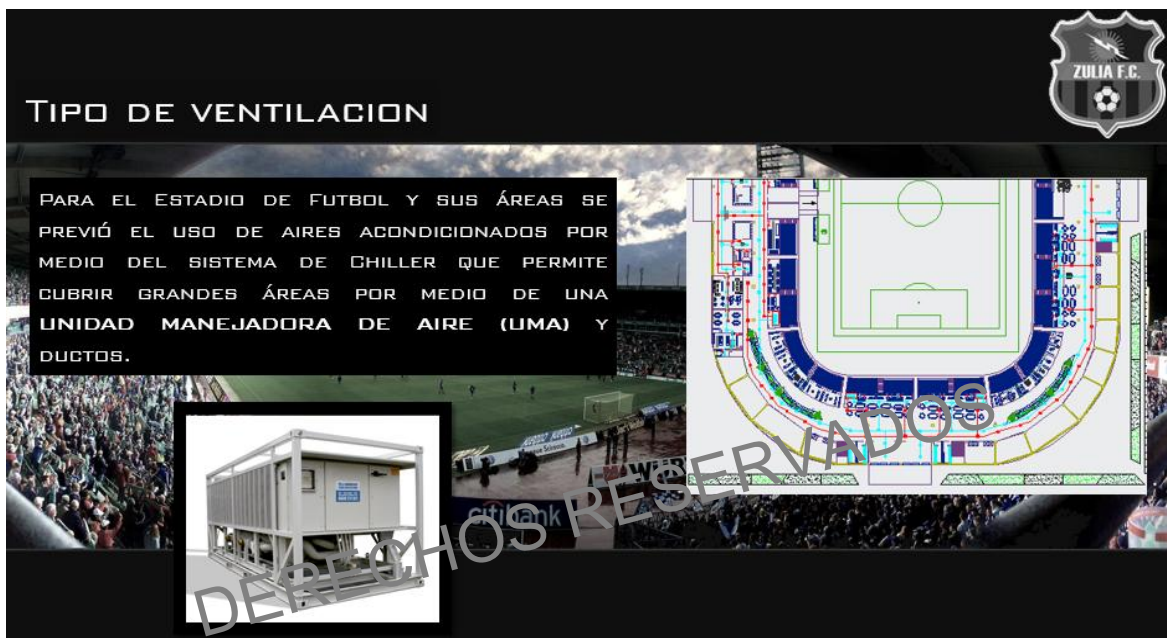 ZULIA F.C.
TIPO DE VENTILACION
PARA EL ESTADIO DE FUTBOL Y SUS ÁREAS SE
PREVIÓ EL USO DE AIRES ACONDICIONADOS POR
MEDIO DEL SISTEMA DE CHILLER QUE PERMITE
CUBRIR GRANDES ÁREAS POR MEDIO DE UNA
UNIDAD MANEJADORA DE AIRE (UMA) Y
DUCTOS.
citibank
DERECHOS RESERVADOS